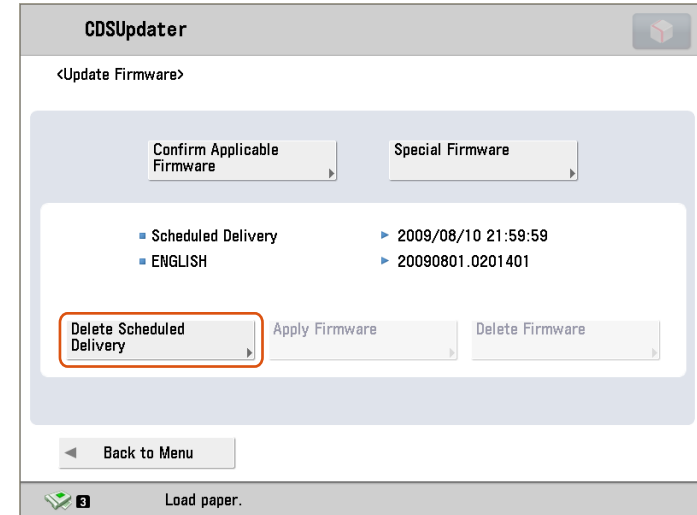 CDSUpdater
<Update Firmware>
Confirm Applicable
Firmware
Special Firmware
Scheduled Delivery 2009/08/10 21:59:59
ENGLISH 20090801.0201401
Delete Scheduled
Delivery
Apply Firmware
Delete Firmware
Back to Menu
3 Load paper.